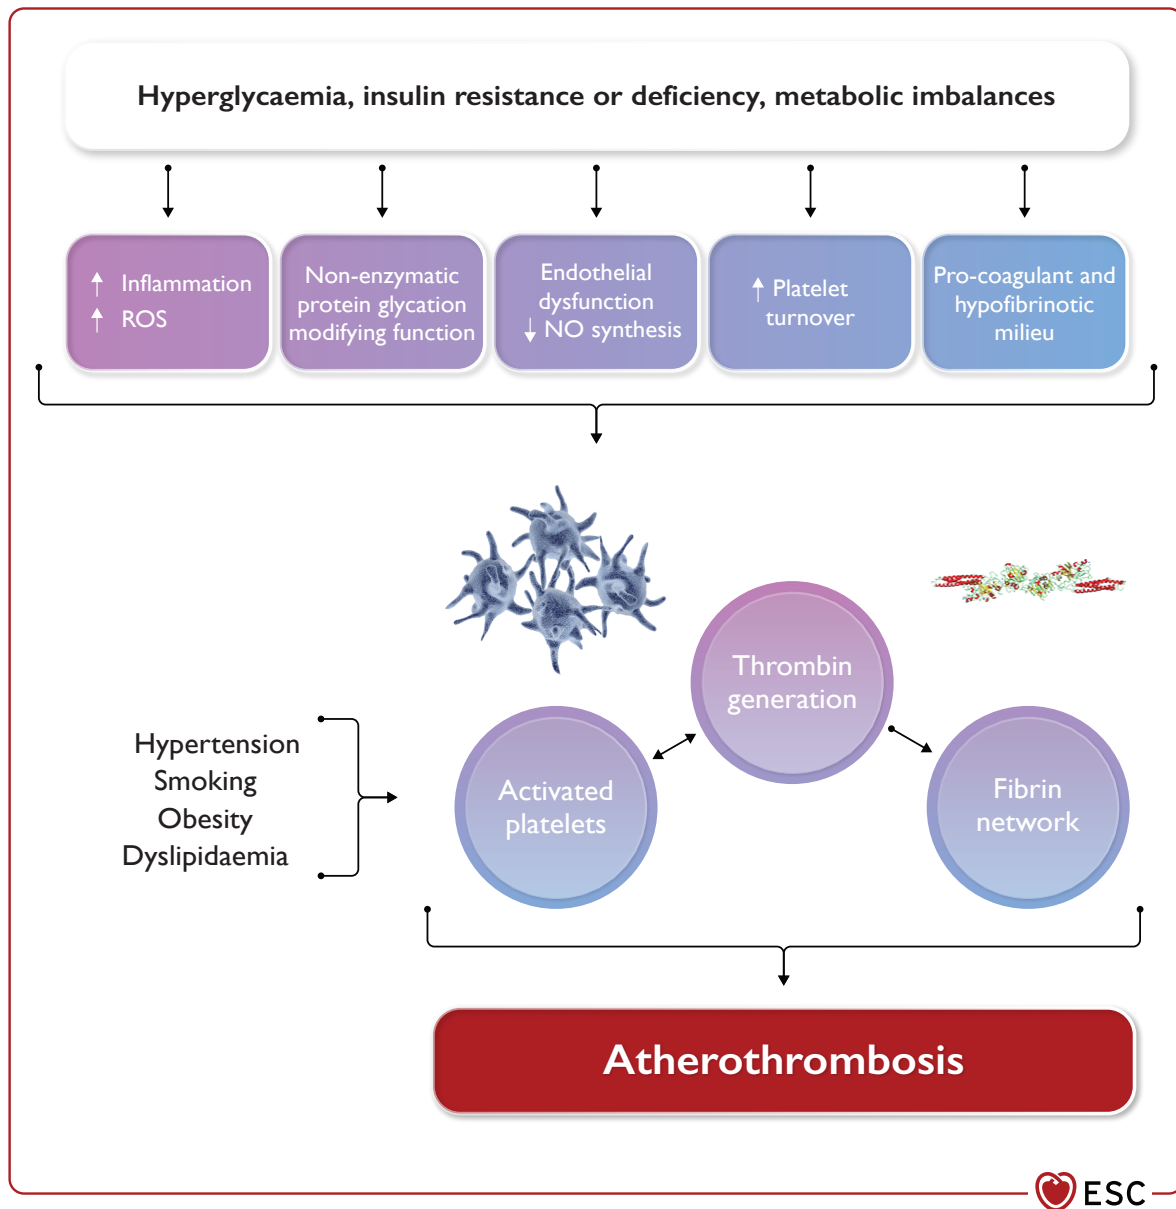 Hyperglycaemia, insulin resistance or deficiency, metabolic imbalances
↑ Inflammation
↑ ROS
Non-enzymatic
protein glycation
modifying function
Endothelial
dysfunction
↓ NO synthesis
↑ Platelet
turnover
Pro-coagulant and
hypofibrinotic
milieu
Thrombin
generation
Hypertension
Smoking
Obesity
Dyslipidaemia
Activated
platelets
Fibrin
network
Atherothrombosis
ESC